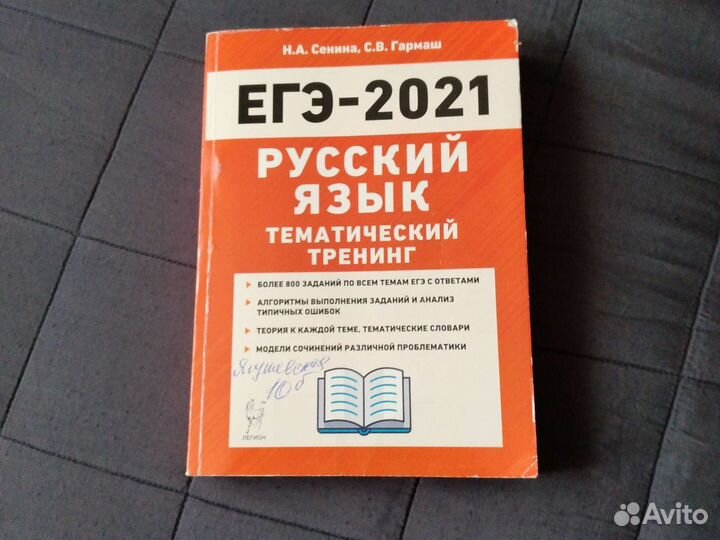 Н.А. Сенина, С.В. Гармаш
ЕГЭ-2021
РУССКИЙ
ЯЗЫК
ТЕМАТИЧЕСКИЙ
ТРЕНИНГ
БОЛЕЕ 800 ЗАДАНИЙ ПО ВСЕМ ТЕМАМ ЕГЭ С ОТВЕТАМИ
АЛГОРИТМЫ ВЫПОЛНЕНИЯ ЗАДАНИЙ И АНАЛИЗ
ТИПИЧНЫХ ОШИБОК
ТЕОРИЯ К КАЖДОЙ ТЕМЕ, ТЕМАТИЧЕСКИЕ СЛОВАРИ
МОДЕЛИ СОЧИНЕНИЙ РАЗЛИЧНОЙ ПРОБЛЕМАТИКИ
10б
ЛЕГИОН
Avito